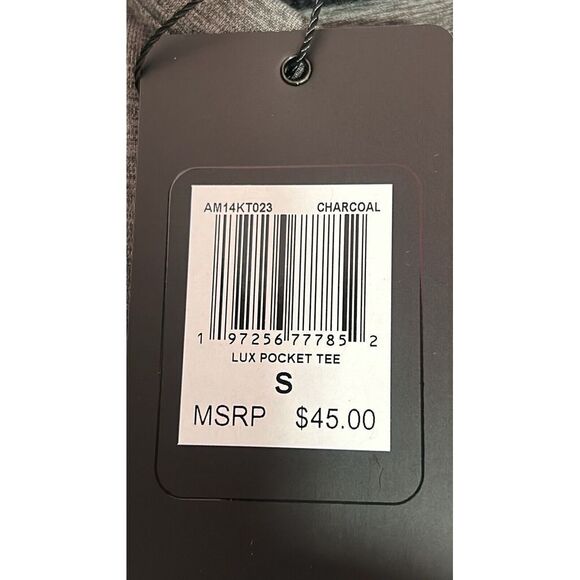 AM14KT023 CHARCOAL
1 97256 77785 2
LUX POCKET TEE
S
MSRP $45.00